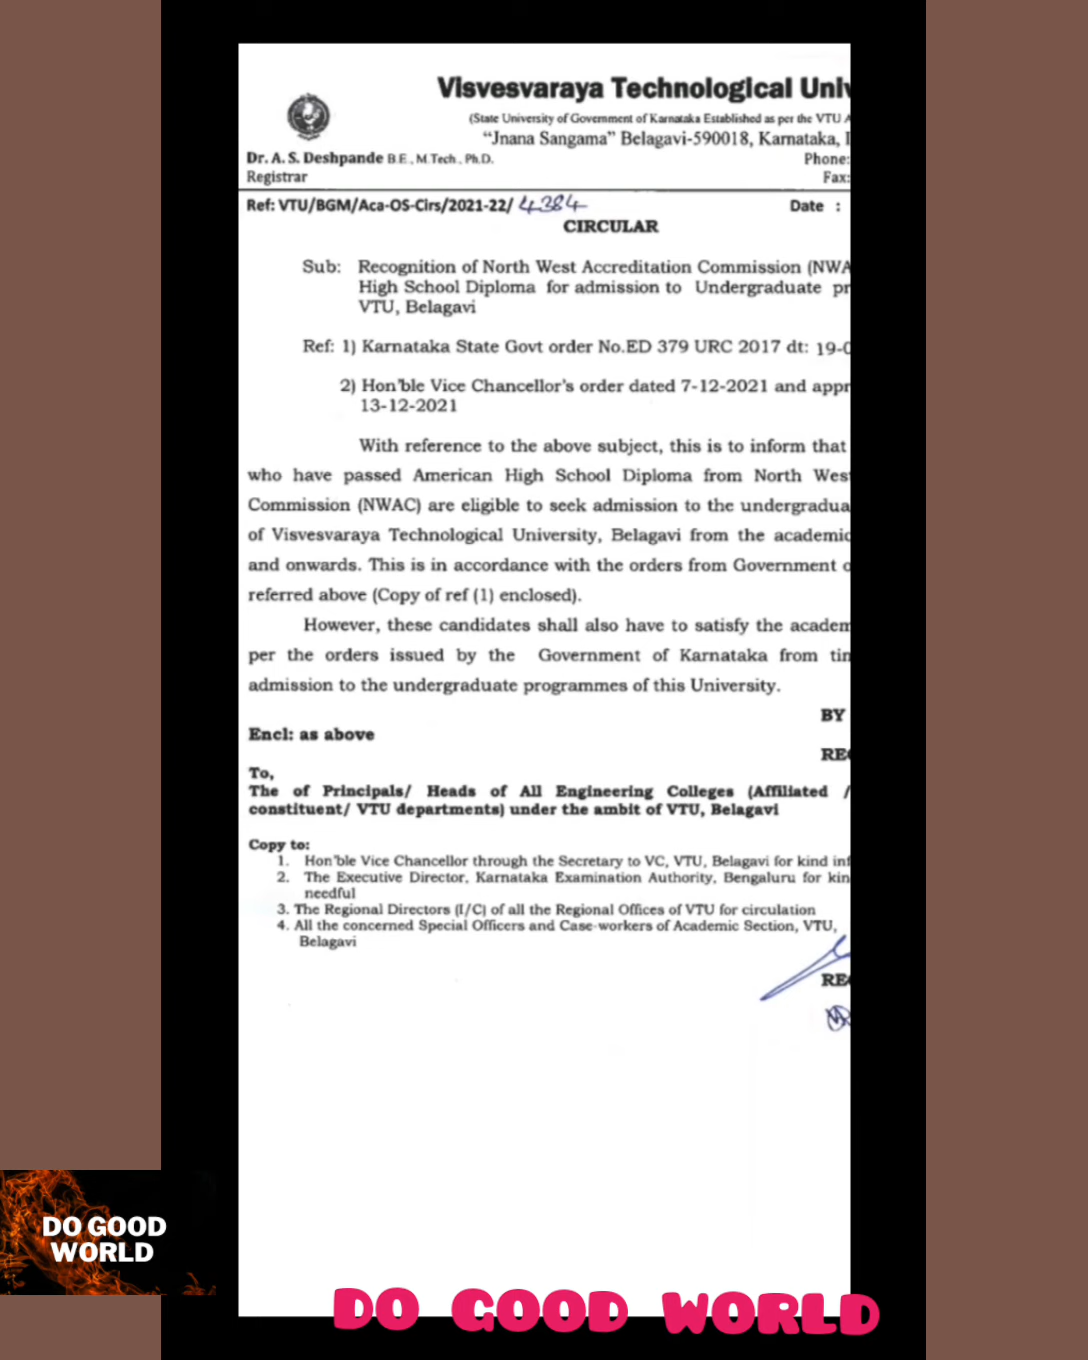 Visvesvaraya Technological
(State University of Government of Karnataka Established as per the VTU
"Jnana Sangama" Belagavi-590018, Karnataka,
Dr. A. S. Deshpande B.E., M.Tech., Ph.D.
Phone:
Registrar
Fax:
Ref: VTU/BGM/Aca-OS-Cirs/2021-22/ 4384
Date :
CIRCULAR
Sub: Recognition of North West Accreditation Commission (NWA
High School Diploma for admission to Undergraduate pr
VTU, Belagavi
Ref: 1) Karnataka State Govt order No.ED 379 URC 2017 dt: 19-0
2) Hon'ble Vice Chancellor's order dated 7-12-2021 and appr
13-12-2021
With reference to the above subject, this is to inform that
who have passed American High School Diploma from North Wes
Commission (NWAC) are eligible to seek admission to the undergradua
of Visvesvaraya Technological University, Belagavi from the academic
and onwards. This is in accordance with the orders from Government
referred above (Copy of ref (1) enclosed).
However, these candidates shall also have to satisfy the academ
per the orders issued by the Government of Karnataka from tim
admission to the undergraduate programmes of this University.
BY
Encl: as above
RE
To,
The of Principals/ Heads of All Engineering Colleges (Affiliated /
constituent/ VTU departments) under the ambit of VTU, Belagavi
Copy to:
1. Hon'ble Vice Chancellor through the Secretary to VC, VTU, Belagavi for kind inf
2. The Executive Director, Karnataka Examination Authority, Bengaluru for kin
needful
3. The Regional Directors (I/C) of all the Regional Offices of VTU for circulation
4. All the concerned Special Officers and Case-workers of Academic Section, VTU,
Belagavi
RE
DO GOOD
WORLD
DO GOOD WORLD